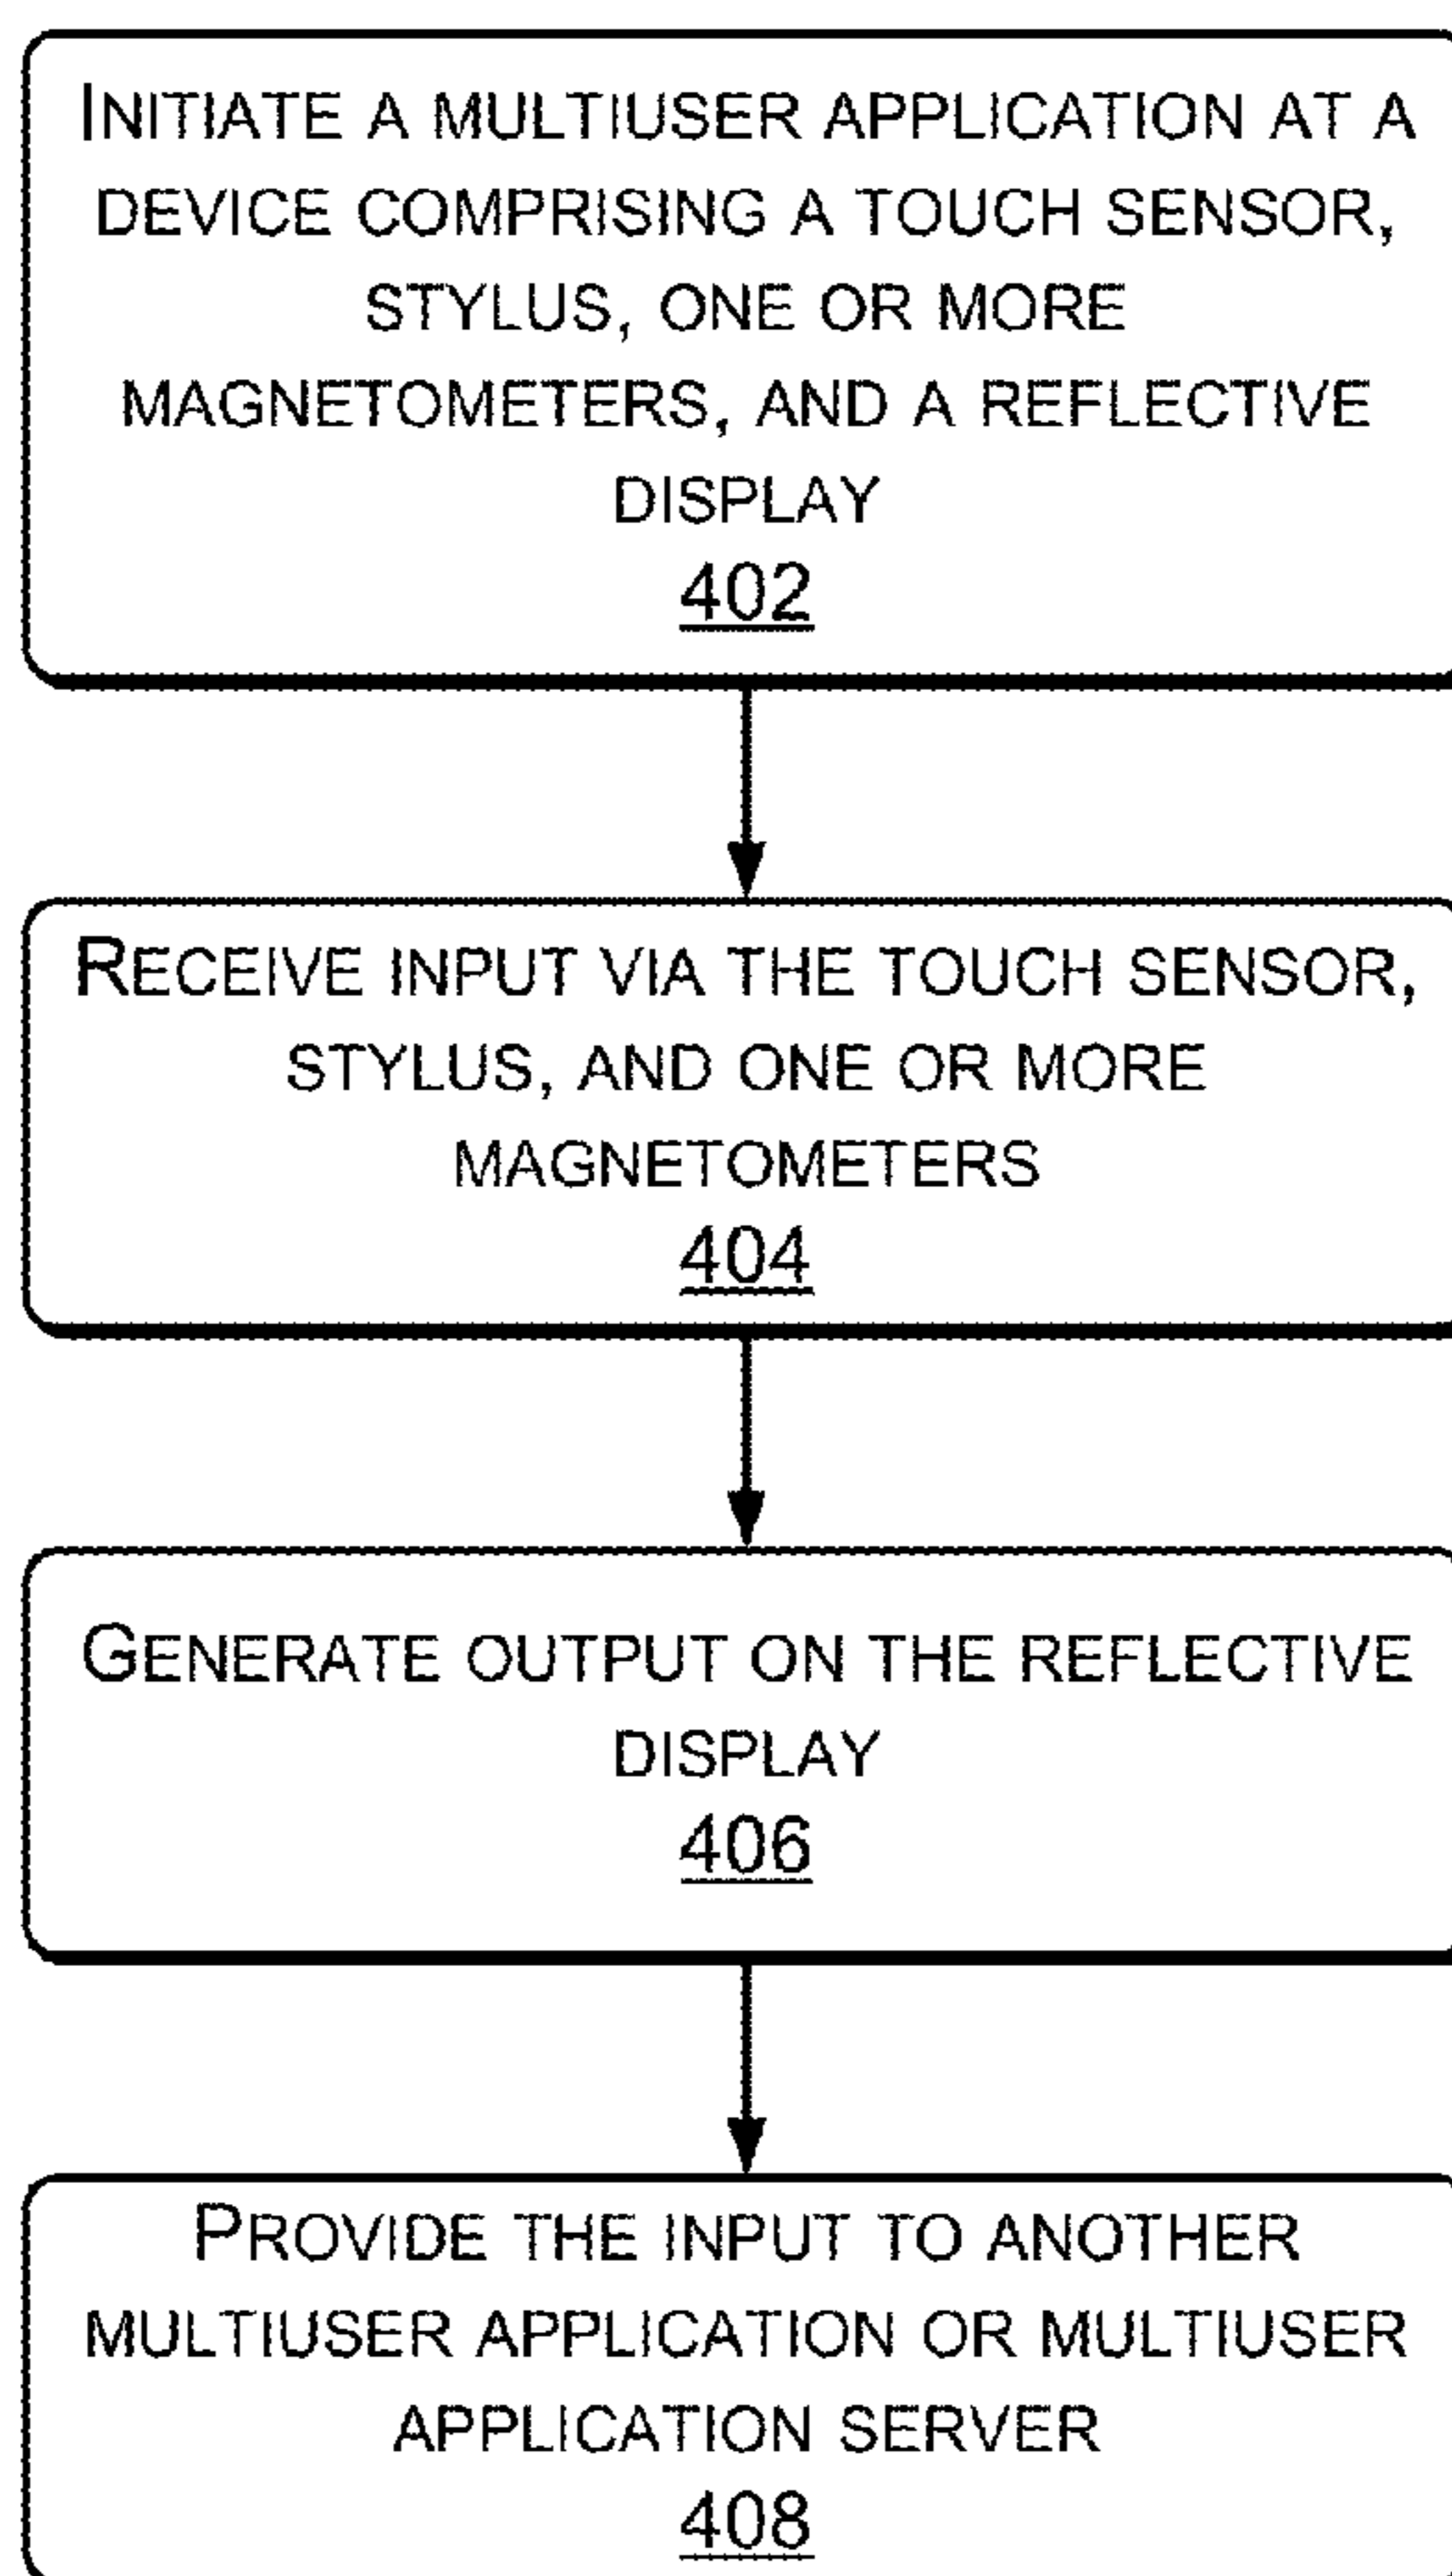 INITIATE A MULTIUSER APPLICATION AT A
DEVICE COMPRISING A TOUCH SENSOR,
STYLUS, ONE OR MORE
MAGNETOMETERS, AND A REFLECTIVE
DISPLAY
402
RECEIVE INPUT VIA THE TOUCH SENSOR,
STYLUS, AND ONE OR MORE
MAGNETOMETERS
404
GENERATE OUTPUT ON THE REFLECTIVE
DISPLAY
406
PROVIDE THE INPUT TO ANOTHER
MULTIUSER APPLICATION OR MULTIUSER
APPLICATION SERVER
408